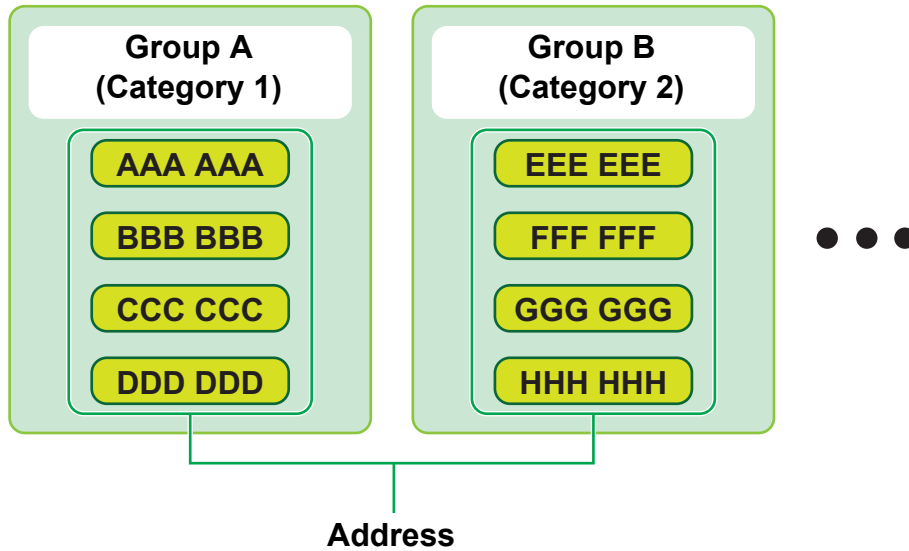 Group A
(Category 1)
AAA AAA
BBB BBB
CCC CCC
DDD DDD
Group B
(Category 2)
EEE EEE
FFF FFF
GGG GGG
HHH HHH
Address